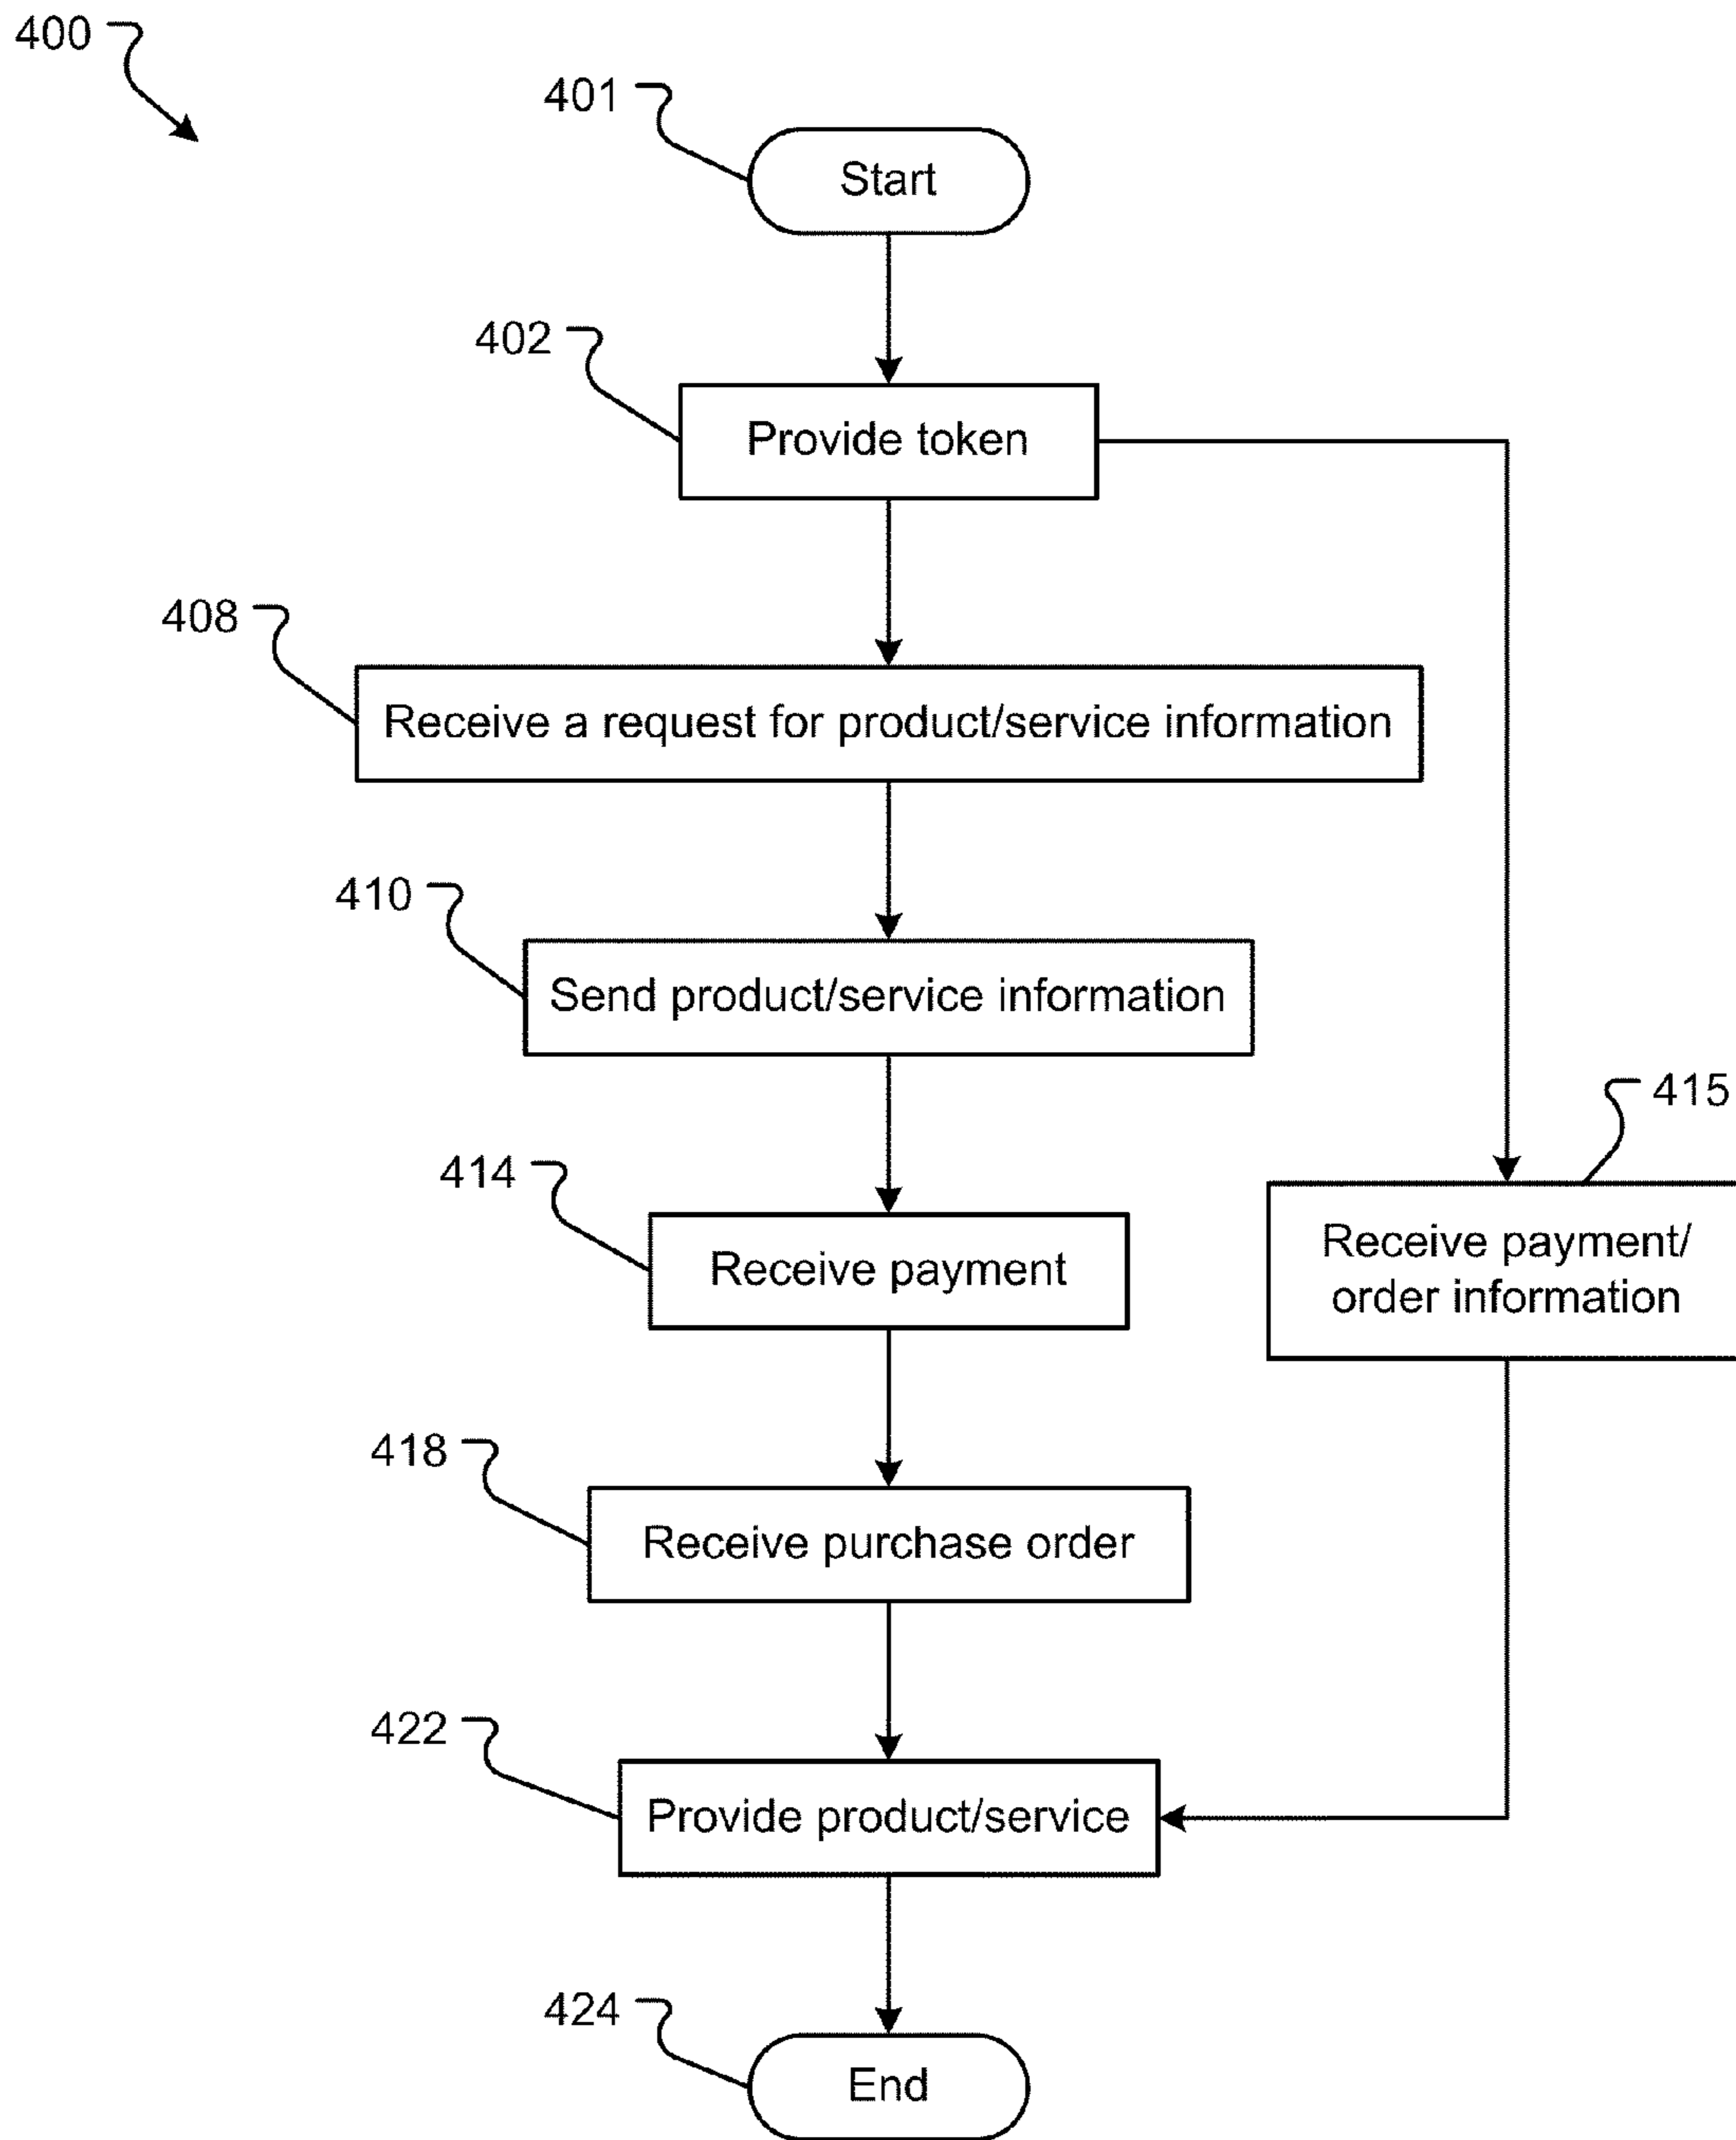 400
401
Start
402
Provide token
408
Receive a request for product/service information
410
Send product/service information
415
414
Receive payment
Receive payment/
order information
418
Receive purchase order
422
Provide product/service
424
End